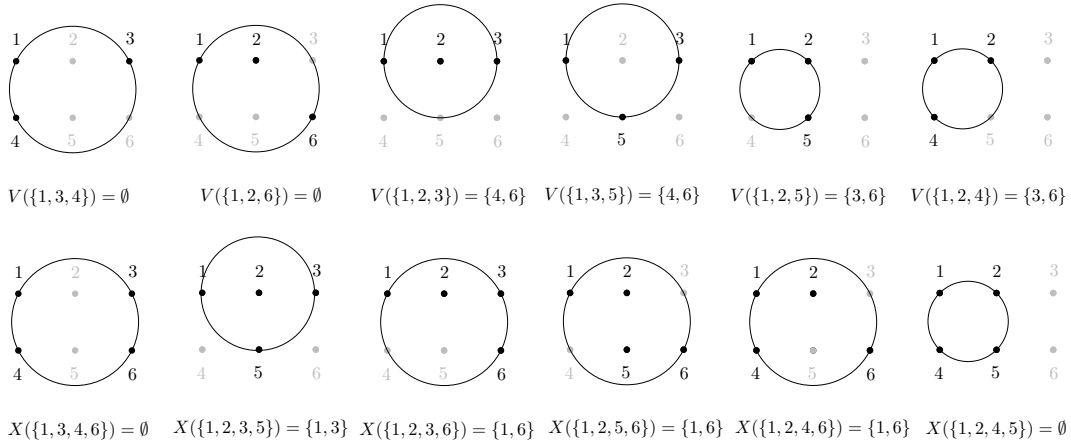 1 2 3 1 2 3 1 2 3 1 2 3 1 2 3 1 2 3
4 5 6 4 5 6 4 5 6 4 5 6 4 5 6 4 5 6
V({1, 3, 4}) = ∅ V({1, 2, 6}) = ∅ V({1, 2, 3}) = {4, 6} V({1, 3, 5}) = {4, 6} V({1, 2, 5}) = {3, 6} V({1, 2, 4}) = {3, 6}
1 2 3 1 2 3 1 2 3 1 2 3 1 2 3 1 2 3
4 5 6 4 5 6 4 5 6 4 5 6 4 5 6 4 5 6
X({1, 3, 4, 6}) = ∅ X({1, 2, 3, 5}) = {1, 3} X({1, 2, 3, 6}) = {1, 6} X({1, 2, 5, 6}) = {1, 6} X({1, 2, 4, 6}) = {1, 6} X({1, 2, 4, 5}) = ∅